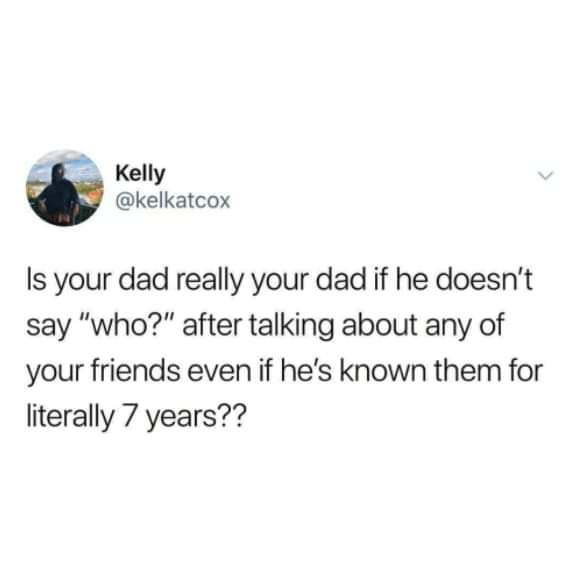 Kelly
@kelkatcox
Is your dad really your dad if he doesn't
say "who?" after talking about any of
your friends even if he's known them for
literally 7 years??